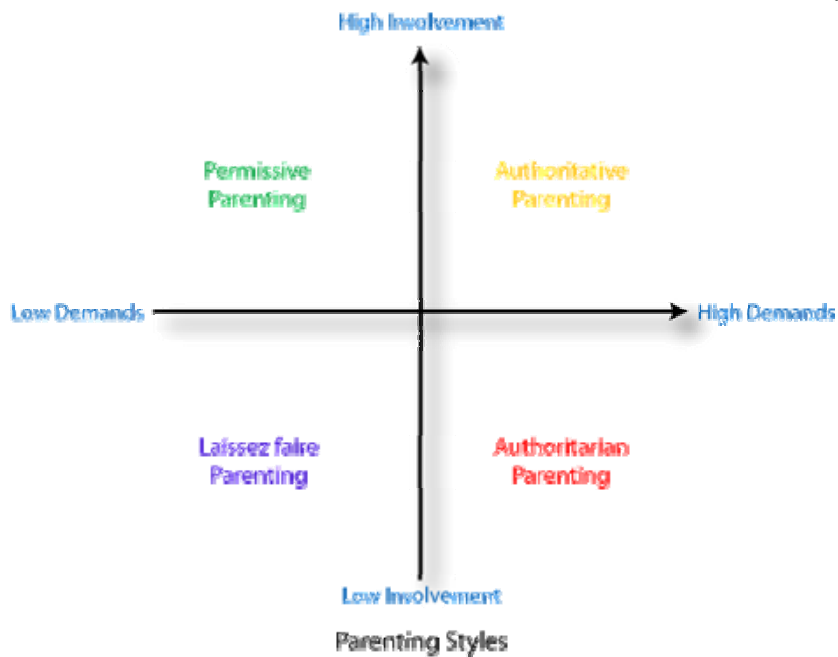 High Involvement
Permissive
Parenting
Authoritative
Parenting
Low Demands
High Demands
Laissez faire
Parenting
Authoritarian
Parenting
Low Involvement
Parenting Styles